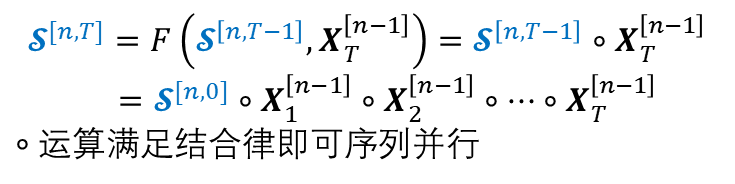 𝓢^{[n,T]} = F(𝓢^{[n,T−1]}, X_T^{[n−1]}) = 𝓢^{[n,T−1]} ∘ X_T^{[n−1]}
= 𝓢^{[n,0]} ∘ X_1^{[n−1]} ∘ X_2^{[n−1]} ∘ ⋯ ∘ X_T^{[n−1]}
∘ 运算满足结合律即可序列并行